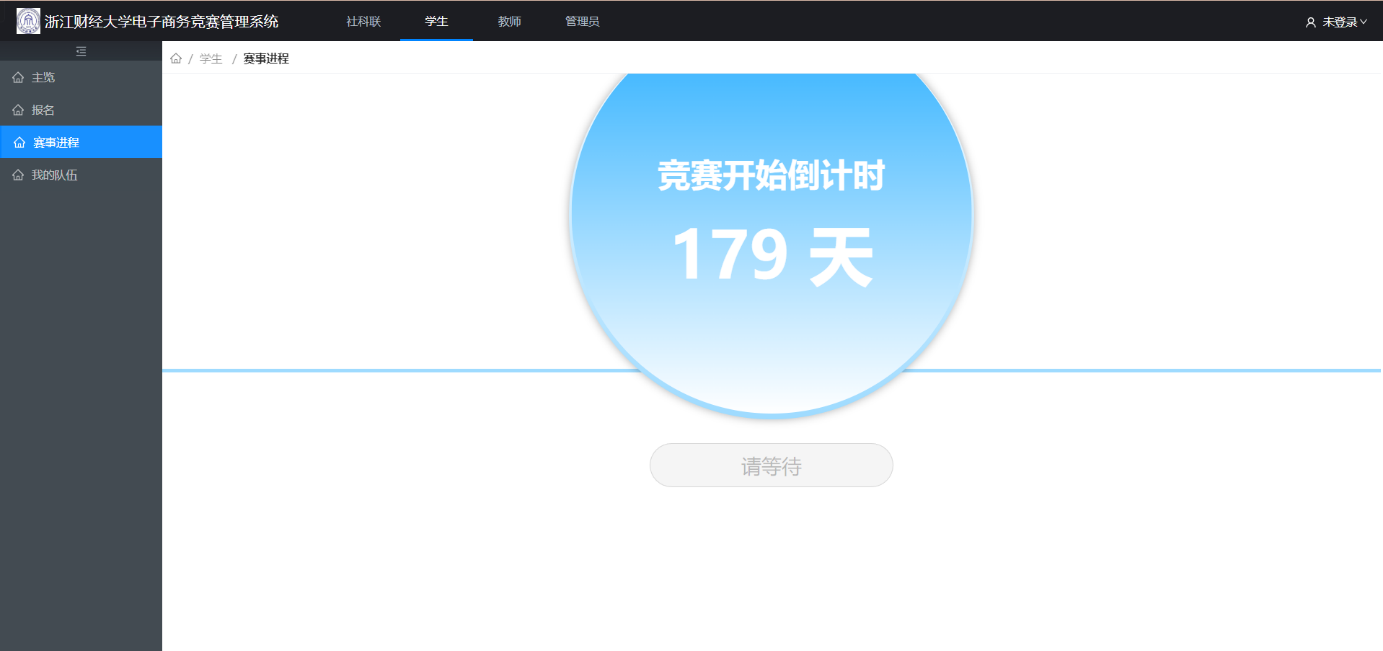 浙江财经大学电子商务竞赛管理系统
社科联 学生 教师 管理员
未登录
主览
报名
赛事进程
我的队伍
/ 学生 / 赛事进程
竞赛开始倒计时
179 天
请等待